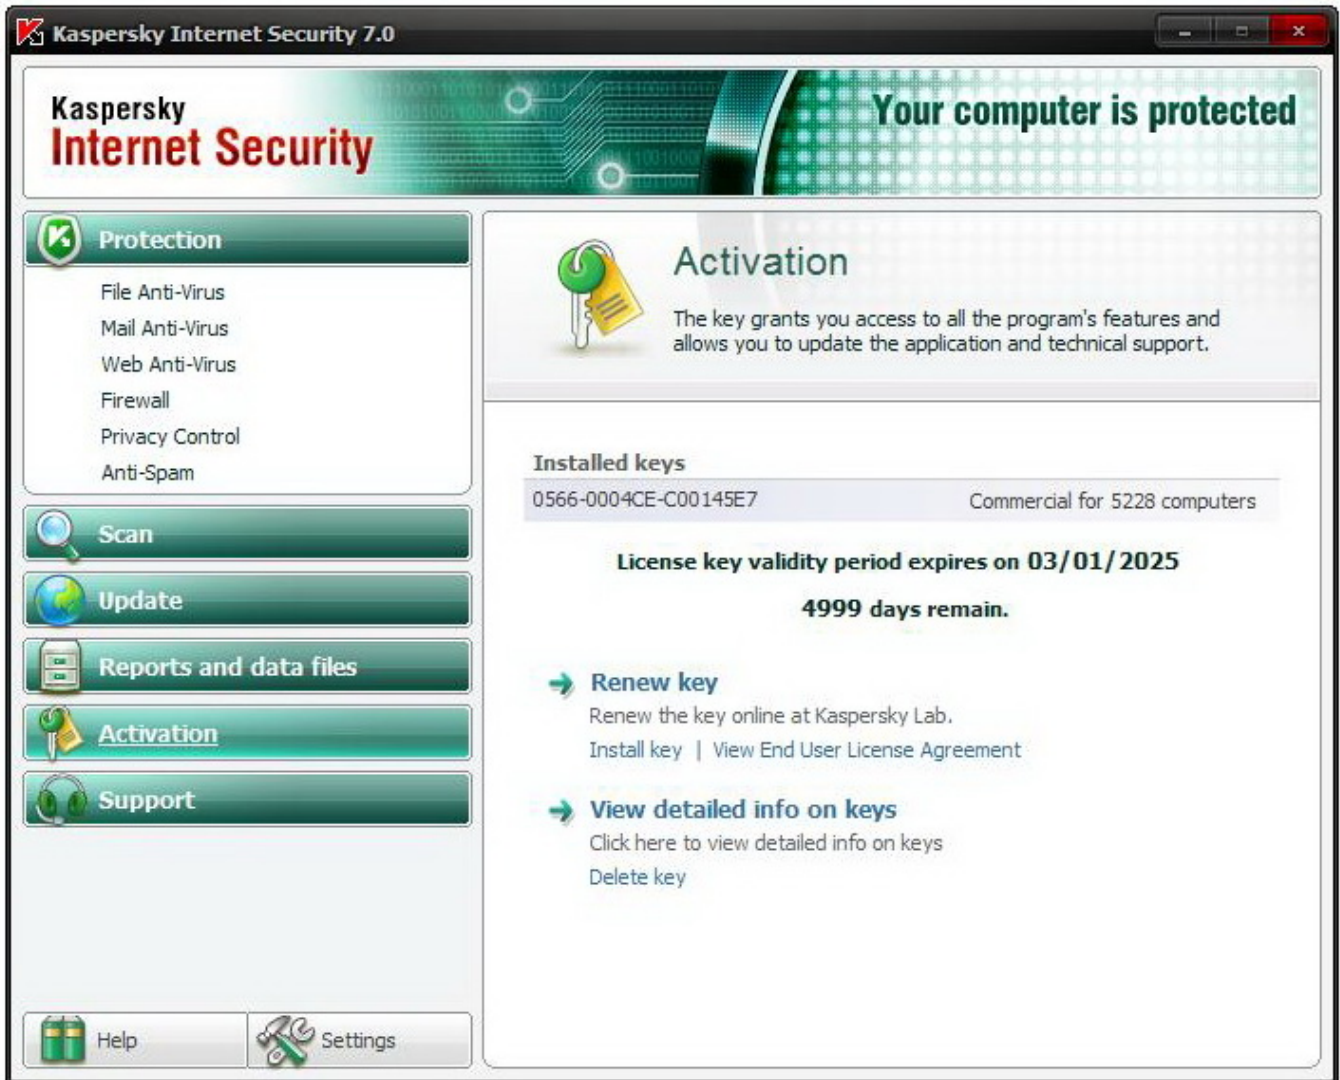 Kaspersky Internet Security 7.0
Kaspersky
Internet Security
Your computer is protected
Protection
File Anti-Virus
Mail Anti-Virus
Web Anti-Virus
Firewall
Privacy Control
Anti-Spam
Scan
Update
Reports and data files
Activation
Support
Help
Settings
Activation
The key grants you access to all the program's features and
allows you to update the application and technical support.
Installed keys
0566-0004CE-C00145E7 Commercial for 5228 computers
License key validity period expires on 03/01/2025
4999 days remain.
Renew key
Renew the key online at Kaspersky Lab.
Install key | View End User License Agreement
View detailed info on keys
Click here to view detailed info on keys
Delete key